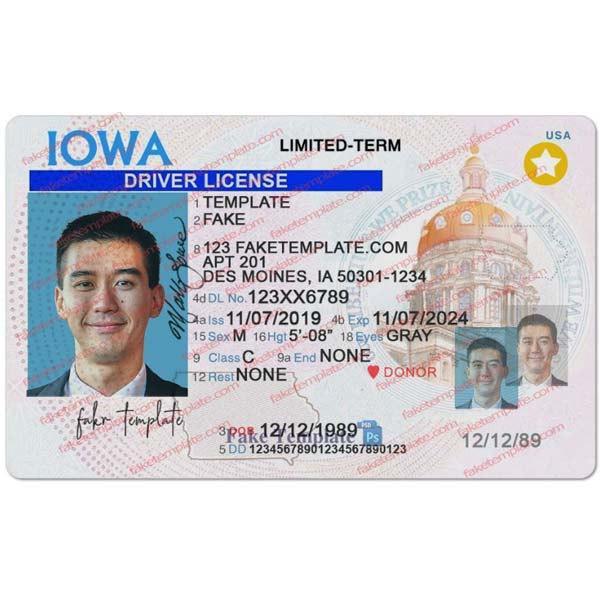 IOWA
LIMITED-TERM
USA
DRIVER LICENSE
1 TEMPLATE
2 FAKE
8 123 FAKETEMPLATE.COM
APT 201
DES MOINES, IA 50301-1234
4d DL No. 123XX6789
4a Iss 11/07/2019 4b Exp 11/07/2024
15 Sex M 16 Hgt 5'-08" 18 Eyes GRAY
9 Class C 9a End NONE
12 Rest NONE
DONOR
fakr template
3 DOB 12/12/1989
Fake Template
PSD
Ps
5 DD 12345678901234567890123
12/12/89
faketemplate.com